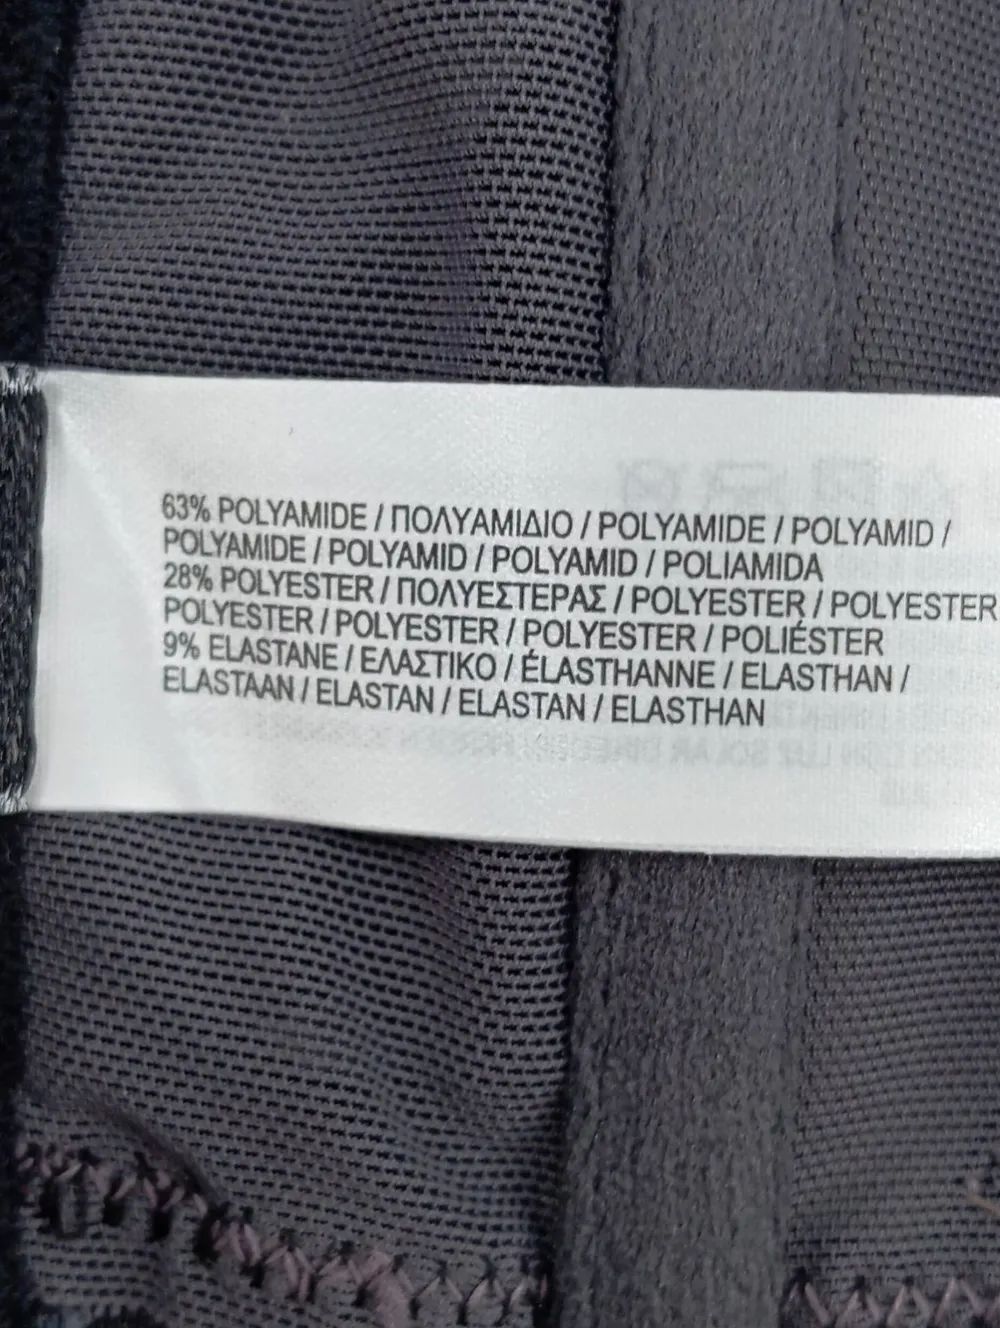 63% POLYAMIDE / ΠΟΛΥΑΜΙΔΙΟ / POLYAMIDE / POLYAMID /
POLYAMIDE / POLYAMID / POLYAMID / POLIAMIDA
28% POLYESTER / ΠΟΛΥΕΣΤΕΡΑΣ / POLYESTER / POLYESTER
POLYESTER / POLYESTER / POLYESTER / POLIÉSTER
9% ELASTANE / ΕΛΑΣΤΙΚΟ / ÉLASTHANNE / ELASTHAN /
ELASTAAN / ELASTAN / ELASTAN / ELASTHAN